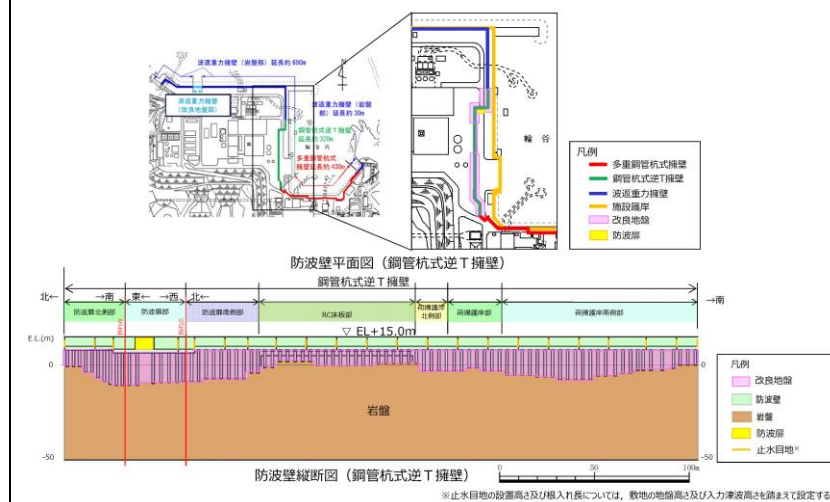 波返重力擁壁（岩盤部）延長約690m
波返重力擁壁
（改良地盤部）
波返重力擁壁（岩盤
部）延長約30m
鋼管杭式逆T擁壁
延長約320m
輪谷
多重鋼管杭式
擁壁延長約430m
輪谷
凡例
多重鋼管杭式擁壁
鋼管杭式逆T擁壁
波返重力擁壁
施設護岸
改良地盤
防波扉
防波壁平面図（鋼管杭式逆T擁壁）
鋼管杭式逆T擁壁
北← →南 東← →西 北← →南
防波扉北側部 防波扉部 防波扉南側部 RC床板部 荷揚護岸北側部 荷揚護岸部 荷揚護岸南側部
▽ EL+15.0m
E.L.(m)
0 0
岩盤
-50 -50
凡例
改良地盤
防波壁
岩盤
防波扉
止水目地※
防波壁縦断図（鋼管杭式逆T擁壁）
0 50 100m
※止水目地の設置高さ及び根入れ長については，敷地の地盤高さ及び入力津波高さを踏まえて設定する